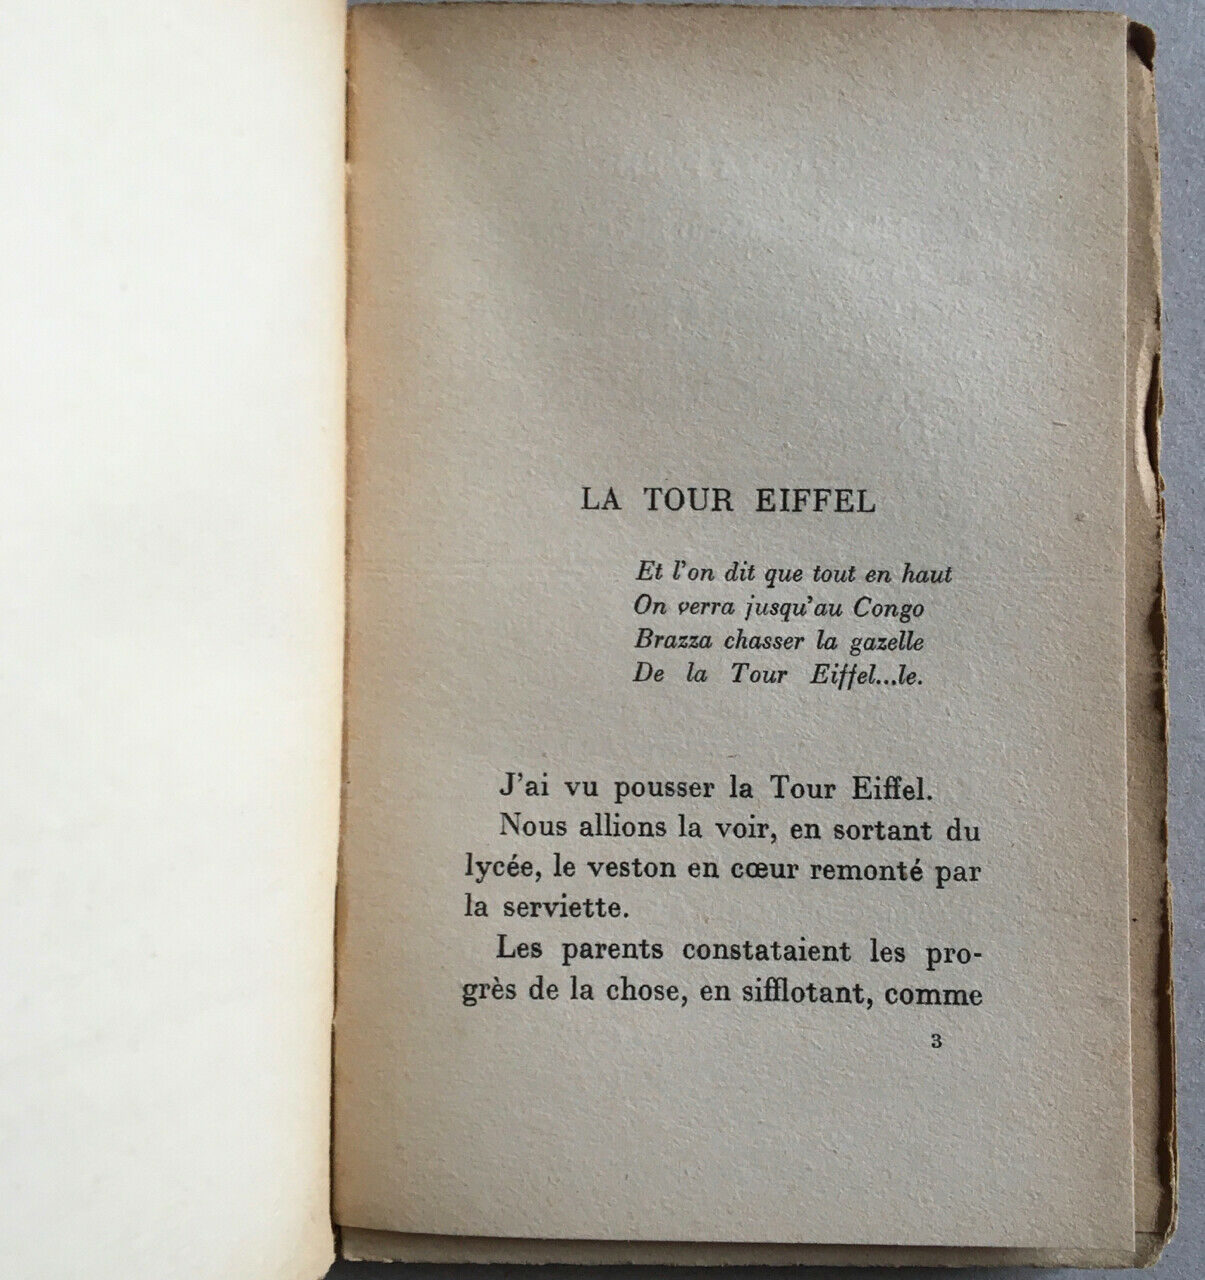 LA TOUR EIFFEL
Et l'on dit que tout en haut
On verra jusqu'au Congo
Brazza chasser la gazelle
De la Tour Eiffel...le.
J'ai vu pousser la Tour Eiffel.
Nous allions la voir, en sortant du
lycée, le veston en cœur remonté par
la serviette.
Les parents constataient les pro-
grès de la chose, en sifflotant, comme
3